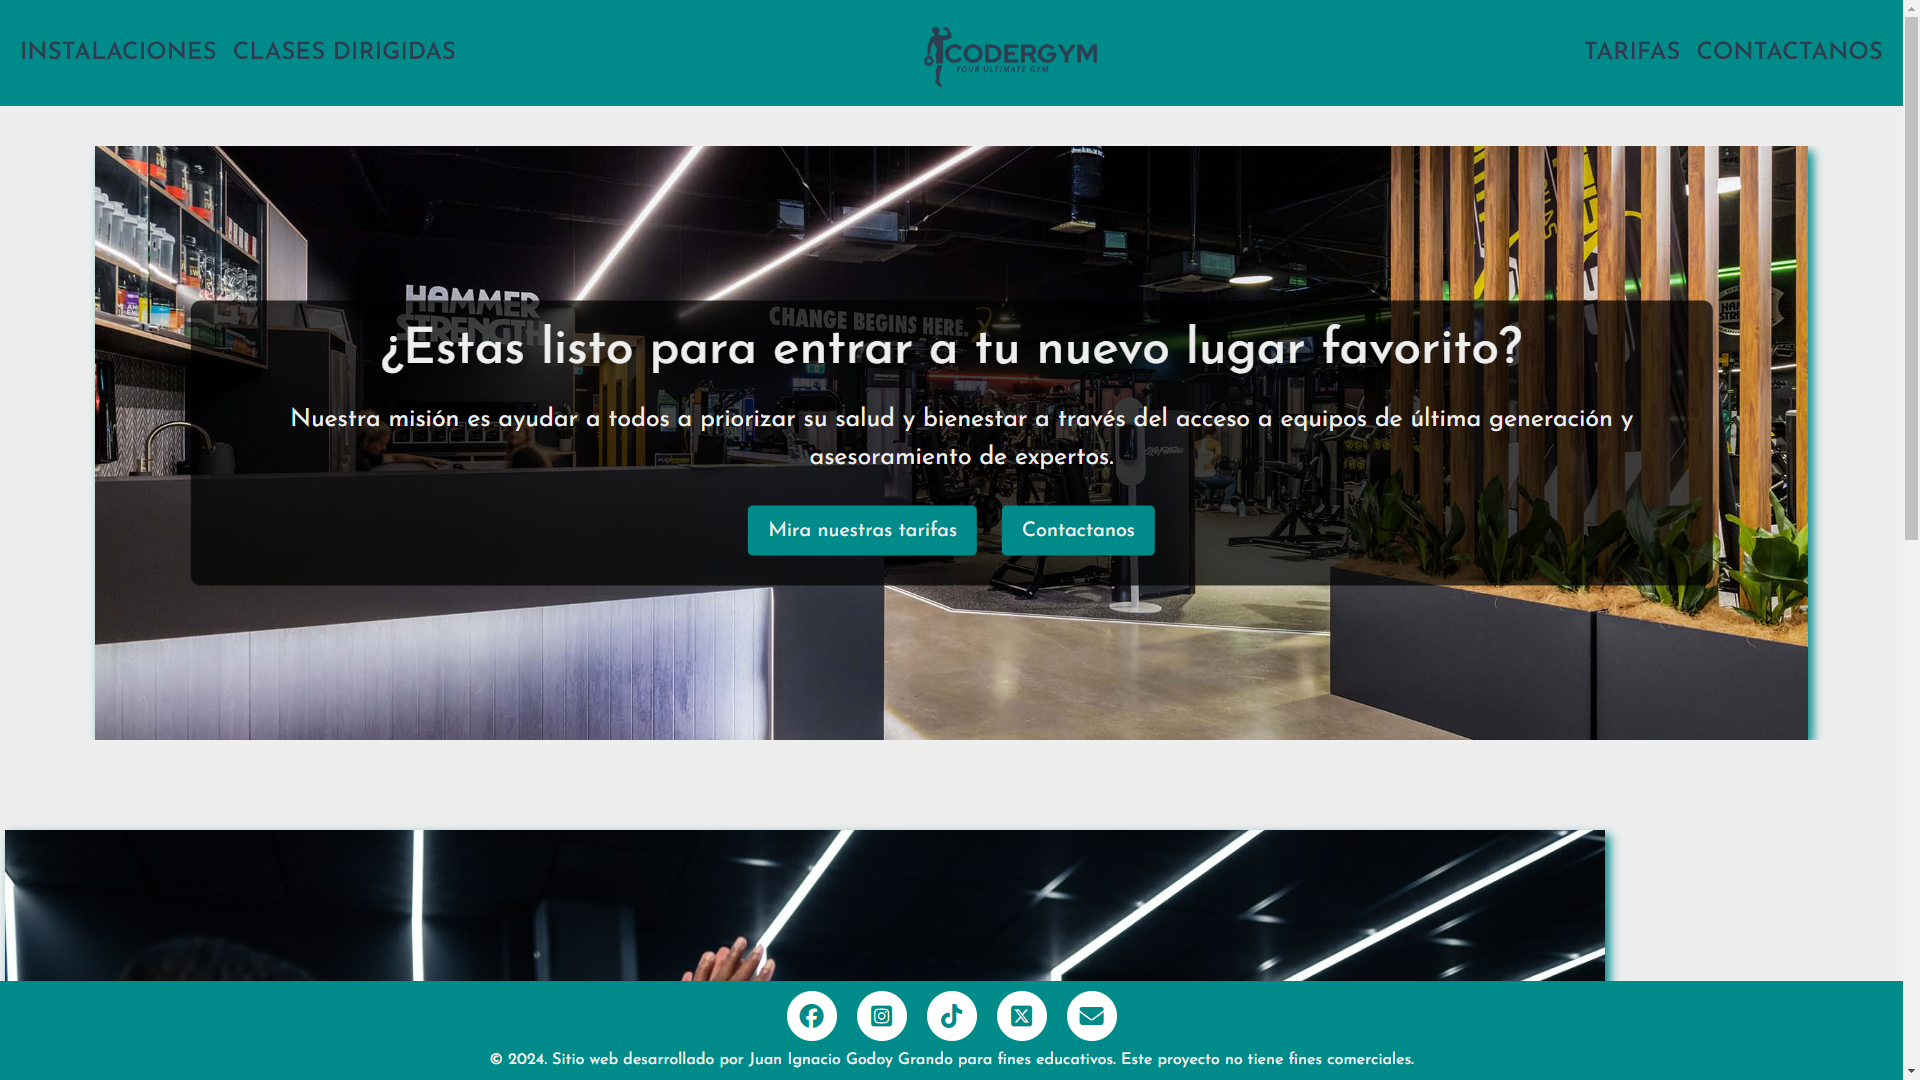 INSTALACIONES CLASES DIRIGIDAS
CODERGYM
YOUR ULTIMATE GYM
TARIFAS CONTACTANOS
HAMMER
STRENGTH
CHANGE BEGINS HERE.
¿Estas listo para entrar a tu nuevo lugar favorito?
Nuestra misión es ayudar a todos a priorizar su salud y bienestar a través del acceso a equipos de última generación y
asesoramiento de expertos.
Mira nuestras tarifas
Contactanos
© 2024. Sitio web desarrollado por Juan Ignacio Godoy Grando para fines educativos. Este proyecto no tiene fines comerciales.